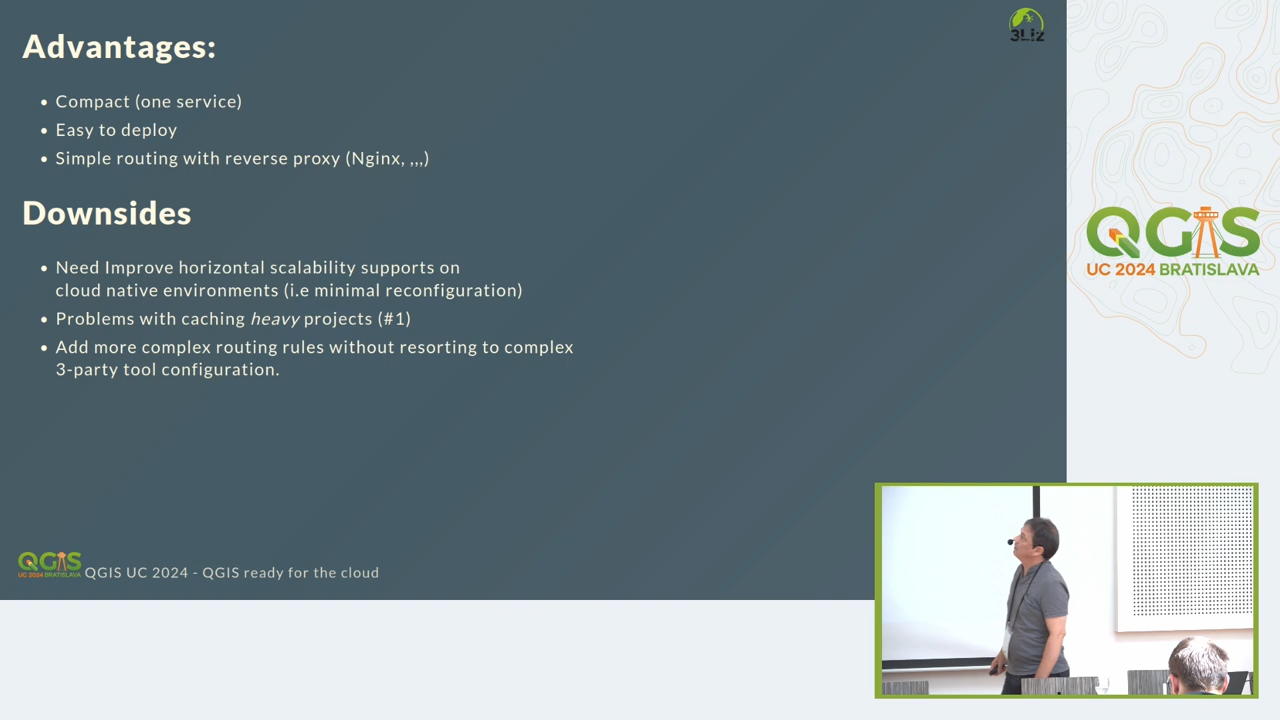 Advantages:
• Compact (one service)
• Easy to deploy
• Simple routing with reverse proxy (Nginx, ,,,)
Downsides
• Need Improve horizontal scalability supports on
cloud native environments (i.e minimal reconfiguration)
• Problems with caching heavy projects (#1)
• Add more complex routing rules without resorting to complex
3-party tool configuration.
QGIS
UC 2024 BRATISLAVA
QGIS UC 2024 - QGIS ready for the cloud
3Liz
QGIS
UC 2024 BRATISLAVA